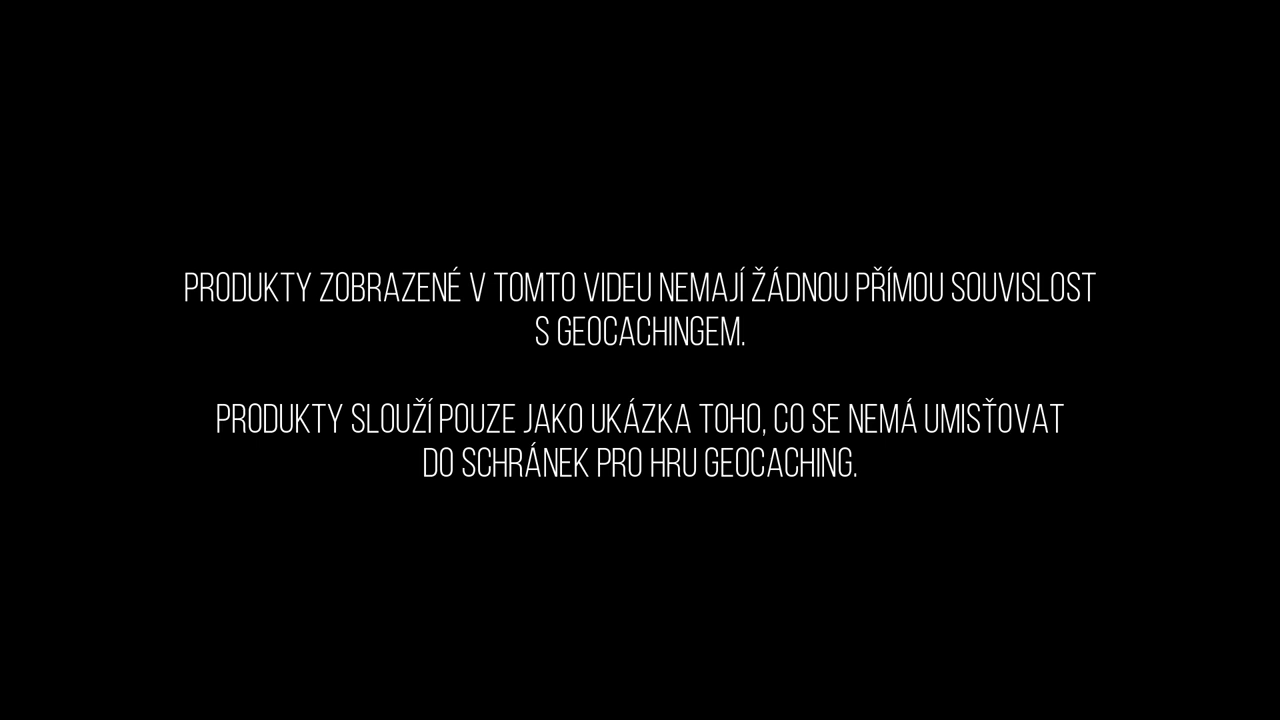 PRODUKTY ZOBRAZENÉ V TOMTO VIDEU NEMAJÍ ŽÁDNOU PŘÍMOU SOUVISLOST
S GEOCACHINGEM.
PRODUKTY SLOUŽÍ POUZE JAKO UKÁZKA TOHO, CO SE NEMÁ UMISŤOVAT
DO SCHRÁNEK PRO HRU GEOCACHING.